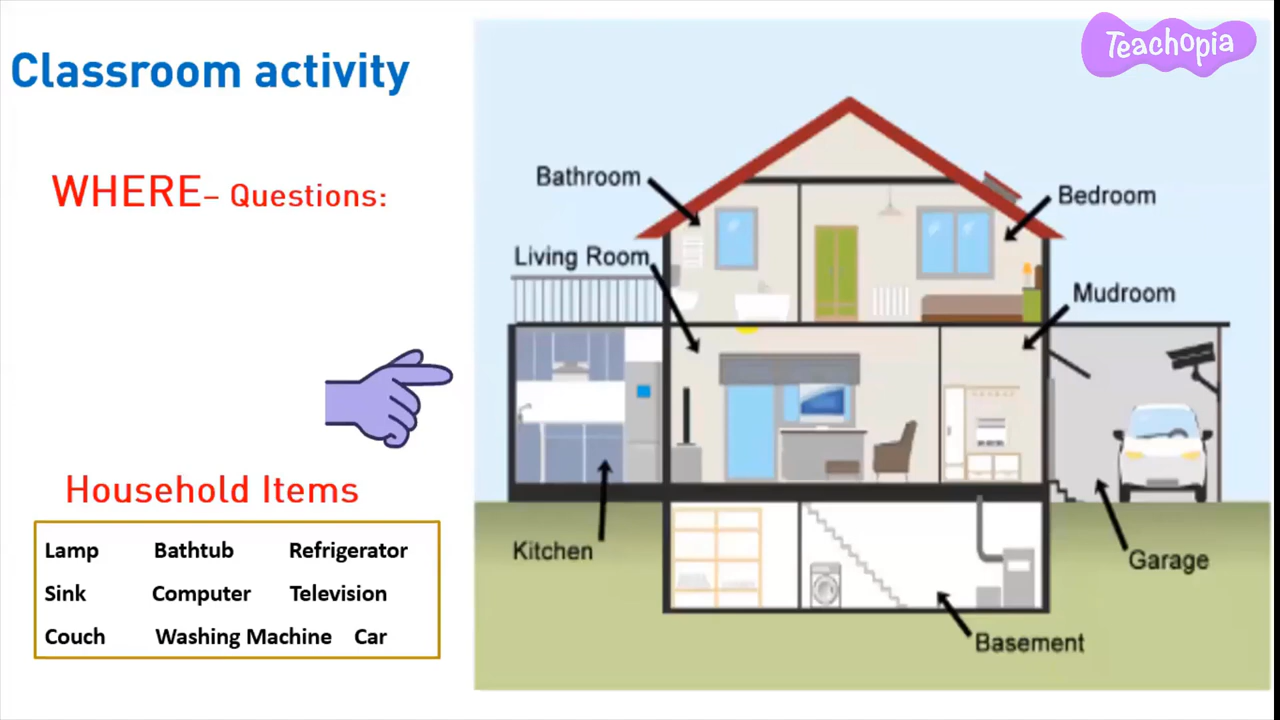 Teachopia
Classroom activity
WHERE– Questions:
Household Items
Lamp Bathtub Refrigerator
Sink Computer Television
Couch Washing Machine Car
Bathroom
Bedroom
Living Room
Mudroom
Kitchen
Garage
Basement